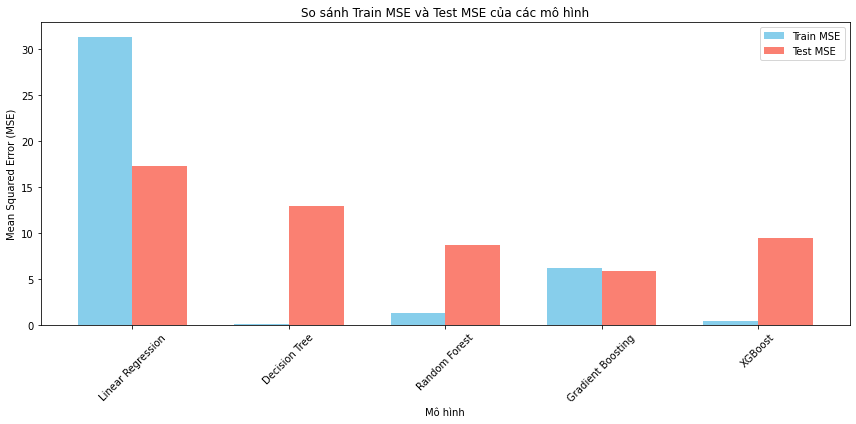 So sánh Train MSE và Test MSE của các mô hình
Train MSE
Test MSE
Mean Squared Error (MSE)
30
25
20
15
10
5
0
Linear Regression
Decision Tree
Random Forest
Gradient Boosting
XGBoost
Mô hình